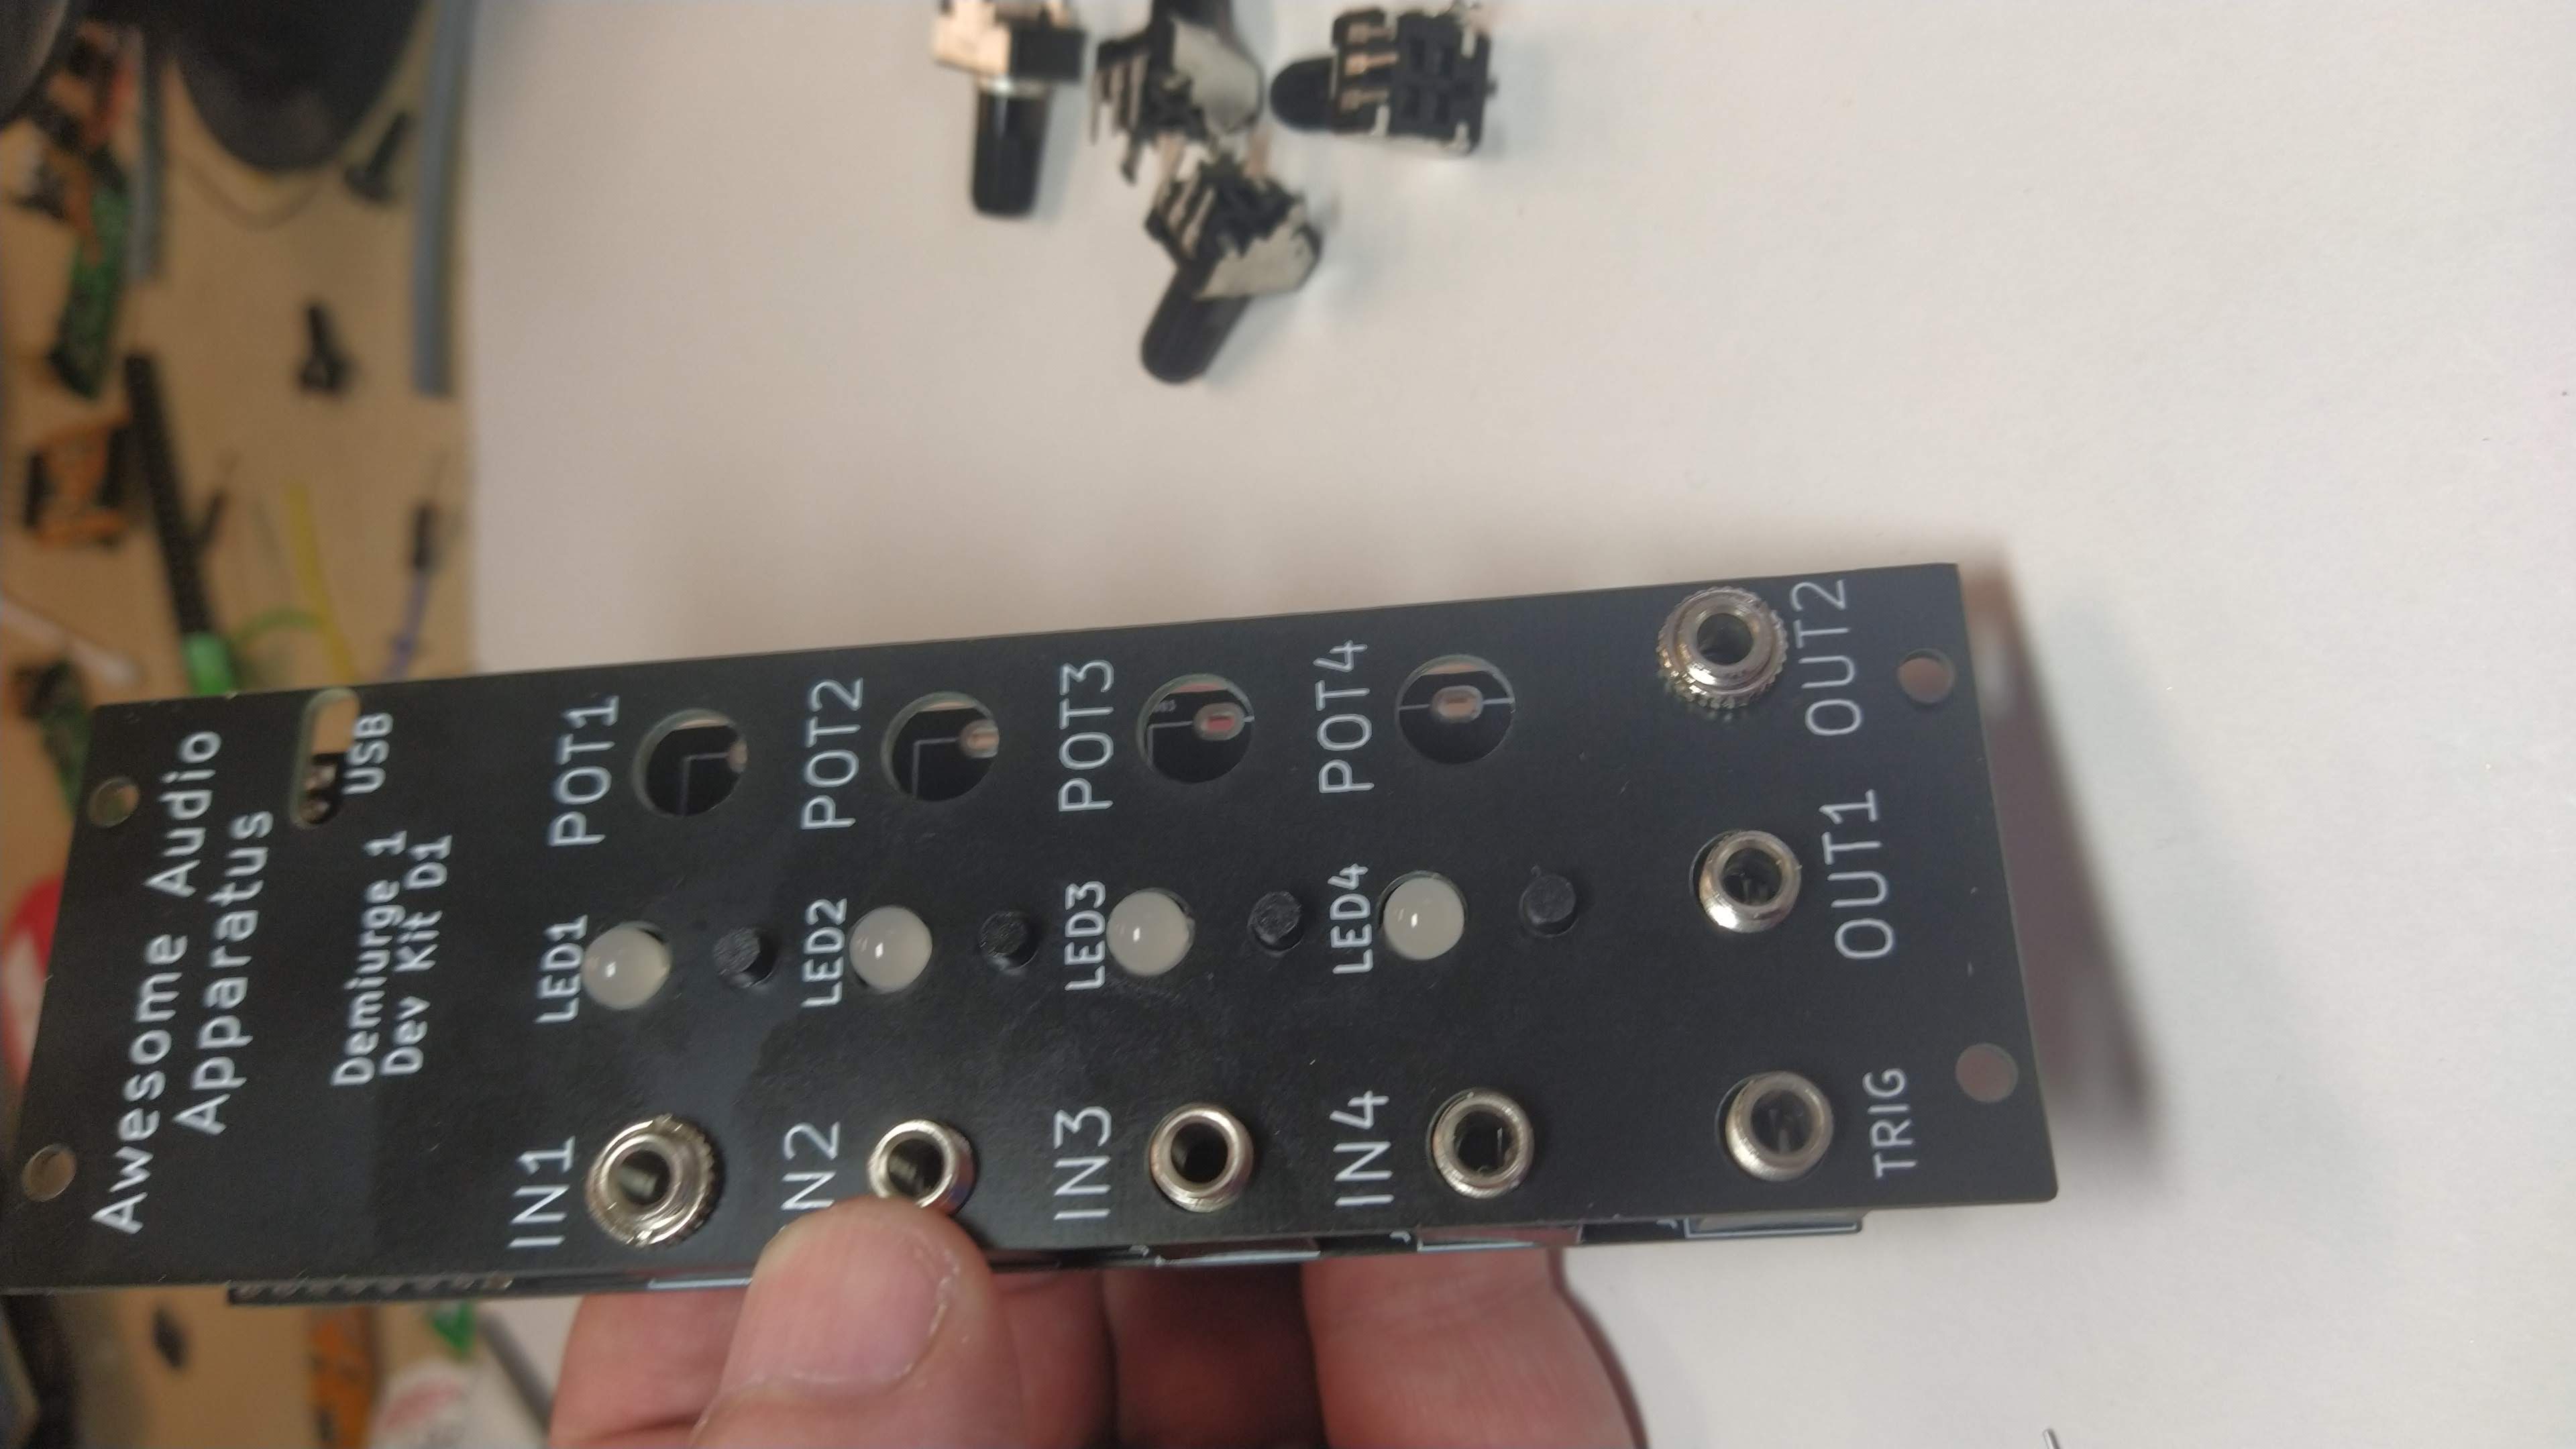 Awesome Audio
Apparatus
USB
Demiurge 1
Dev Kit D1
IN1 LED1 POT1
N2 LED2 POT2
IN3 LED3 POT3
IN4 LED4 POT4
TRIG OUT1 OUT2